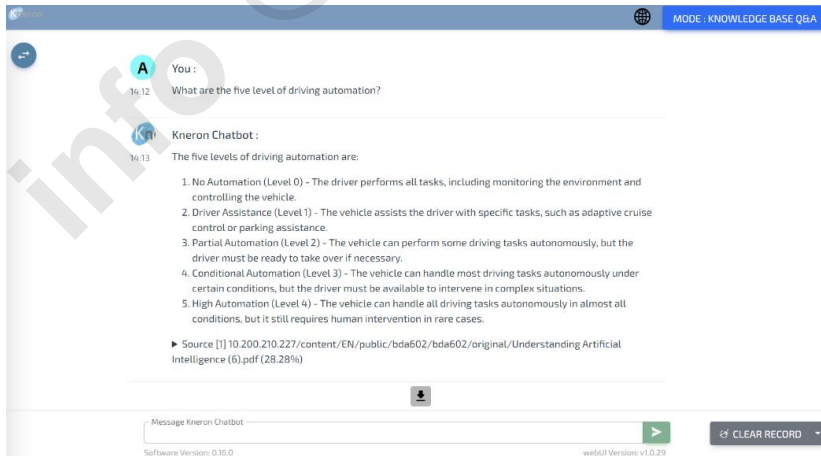 Kneron
MODE : KNOWLEDGE BASE Q&A
A
You :
14:12
What are the five level of driving automation?
Kn
Kneron Chatbot :
14:13
The five levels of driving automation are:
1. No Automation (Level 0) - The driver performs all tasks, including monitoring the environment and
controlling the vehicle.
2. Driver Assistance (Level 1) - The vehicle assists the driver with specific tasks, such as adaptive cruise
control or parking assistance.
3. Partial Automation (Level 2) - The vehicle can perform some driving tasks autonomously, but the
driver must be ready to take over if necessary.
4. Conditional Automation (Level 3) - The vehicle can handle most driving tasks autonomously under
certain conditions, but the driver must be available to intervene in complex situations.
5. High Automation (Level 4) - The vehicle can handle all driving tasks autonomously in almost all
conditions, but it still requires human intervention in rare cases.
► Source [1] 10.200.210.227/content/EN/public/bda602/bda602/original/Understanding Artificial
Intelligence (6).pdf (28.28%)
info
Message Kneron Chatbot
CLEAR RECORD
Software Version: 0.16.0
webUI Version: v1.0.29